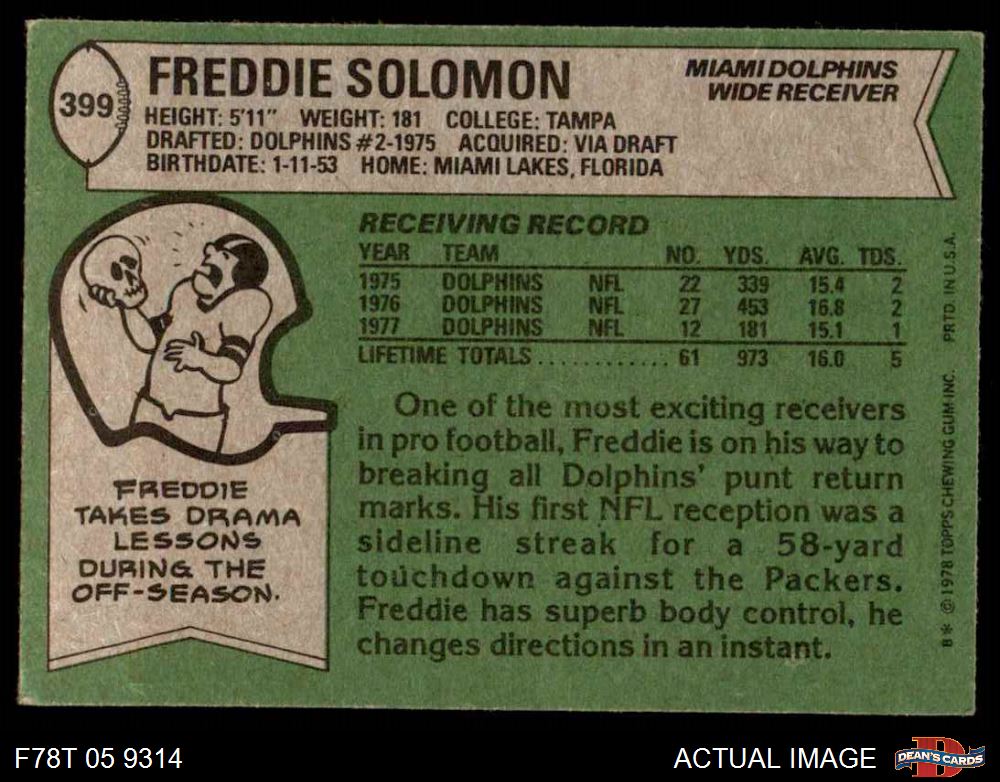 399
FREDDIE SOLOMON
MIAMI DOLPHINS
WIDE RECEIVER
HEIGHT: 5'11" WEIGHT: 181 COLLEGE: TAMPA
DRAFTED: DOLPHINS #2-1975 ACQUIRED: VIA DRAFT
BIRTHDATE: 1-11-53 HOME: MIAMI LAKES, FLORIDA
RECEIVING RECORD
YEAR TEAM NO. YDS. AVG. TDS.
1975 DOLPHINS NFL 22 339 15.4 2
1976 DOLPHINS NFL 27 453 16.8 2
1977 DOLPHINS NFL 12 181 15.1 1
LIFETIME TOTALS ............ 61 973 16.0 5
One of the most exciting receivers
in pro football, Freddie is on his way to
breaking all Dolphins' punt return
marks. His first NFL reception was a
sideline streak for a 58-yard
touchdown against the Packers.
Freddie has superb body control, he
changes directions in an instant.
FREDDIE
TAKES DRAMA
LESSONS
DURING THE
OFF-SEASON.
B* © 1978 TOPPS CHEWING GUM INC. PRTD. IN U.S.A.
F78T 05 9314
ACTUAL IMAGE
D
DEAN'S CARDS